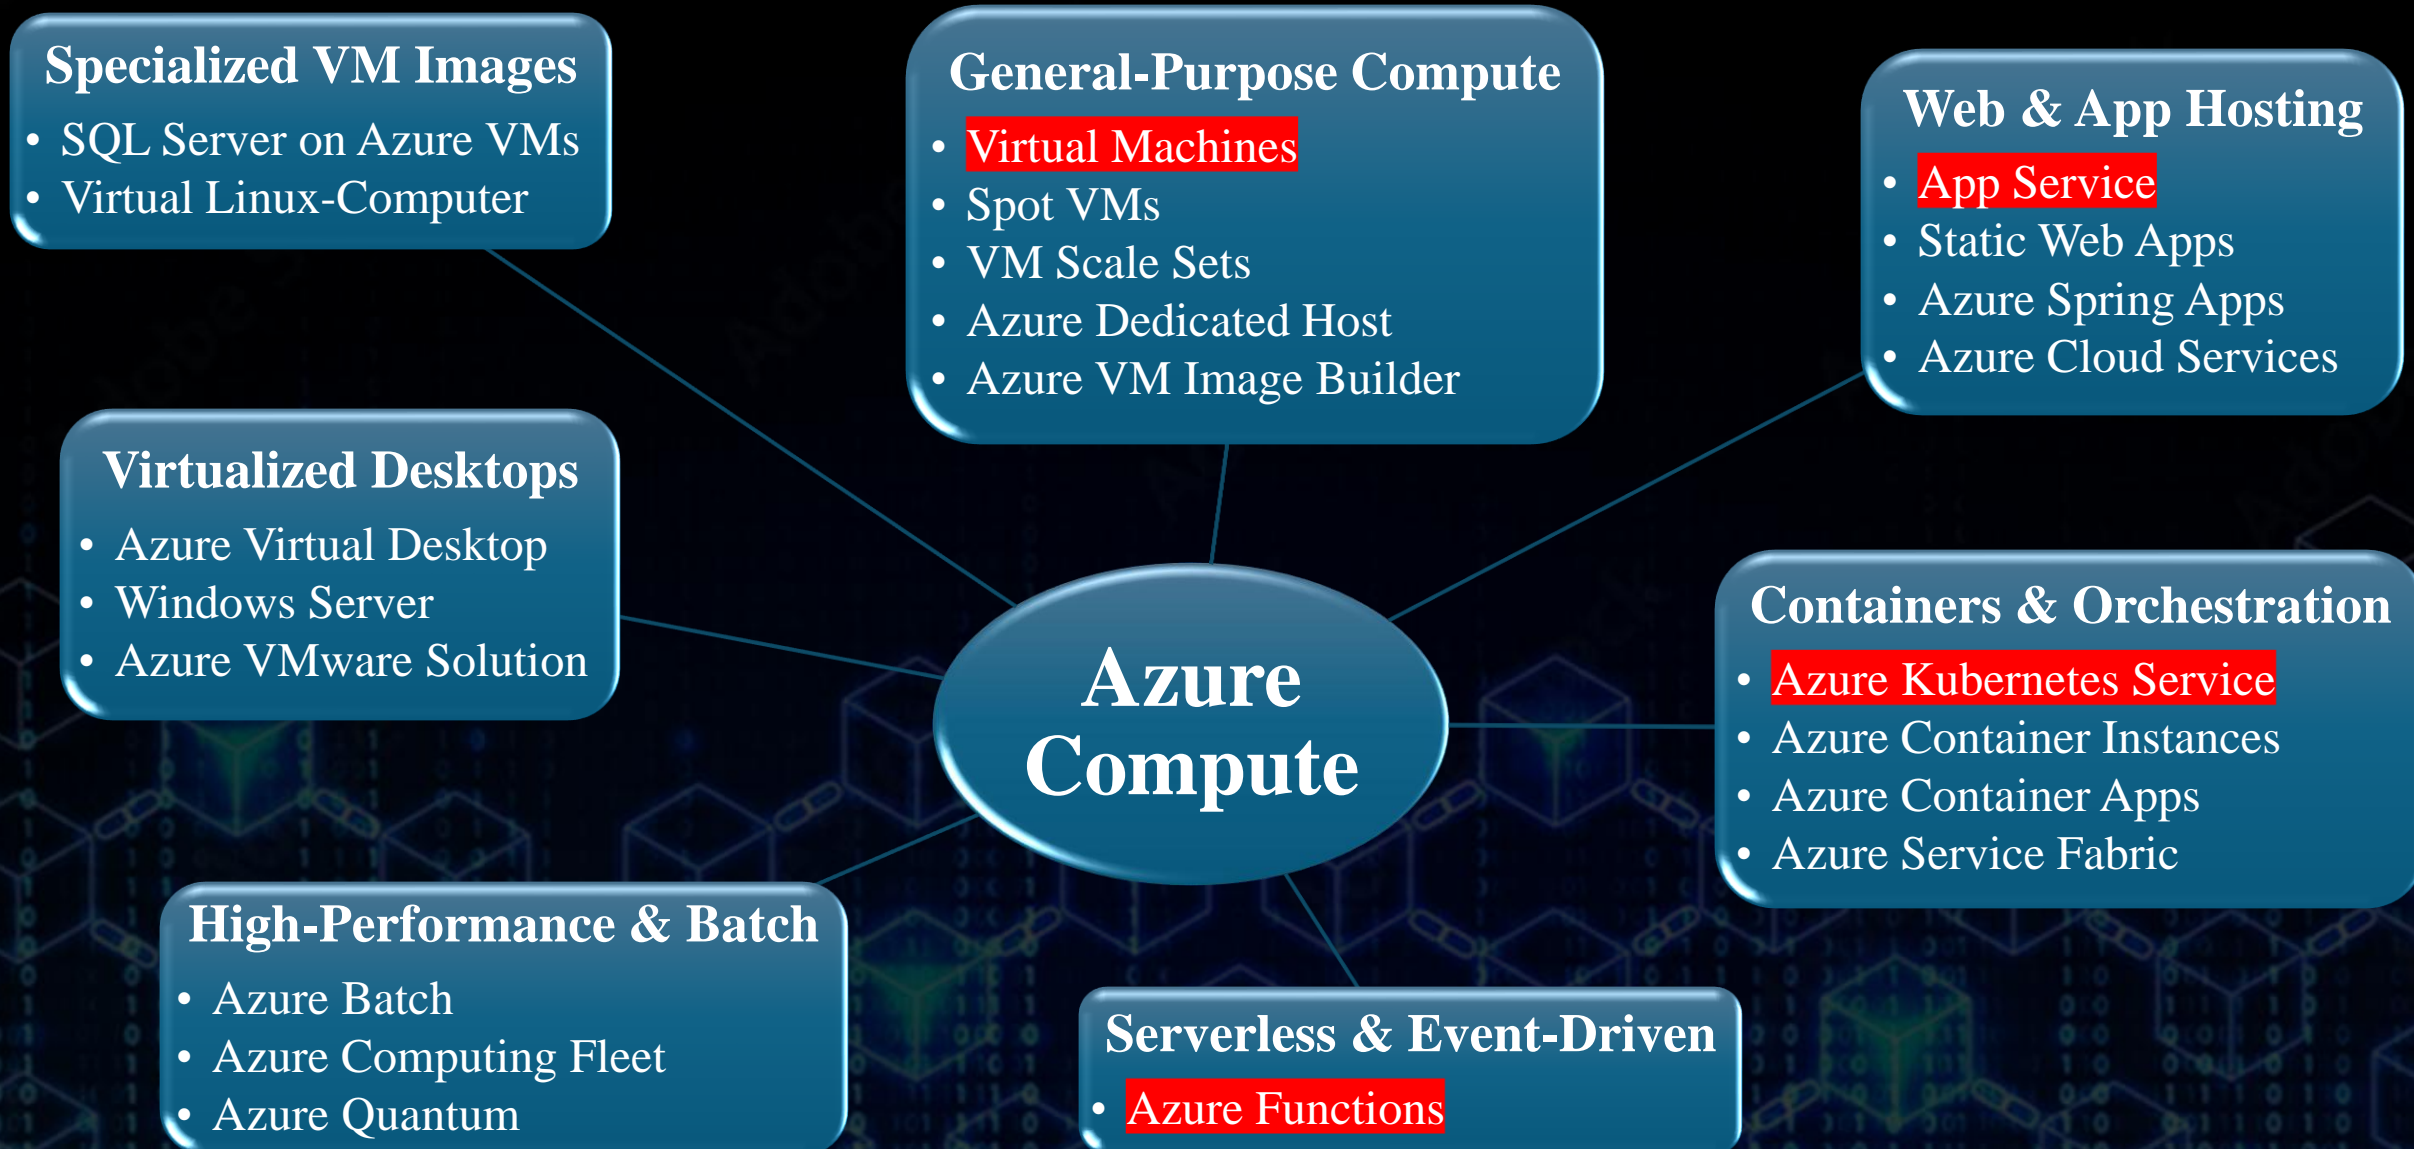 Specialized VM Images
• SQL Server on Azure VMs
• Virtual Linux-Computer
General-Purpose Compute
• Virtual Machines
• Spot VMs
• VM Scale Sets
• Azure Dedicated Host
• Azure VM Image Builder
Web & App Hosting
• App Service
• Static Web Apps
• Azure Spring Apps
• Azure Cloud Services
Virtualized Desktops
• Azure Virtual Desktop
• Windows Server
• Azure VMware Solution
Azure
Compute
Containers & Orchestration
• Azure Kubernetes Service
• Azure Container Instances
• Azure Container Apps
• Azure Service Fabric
High-Performance & Batch
• Azure Batch
• Azure Computing Fleet
• Azure Quantum
Serverless & Event-Driven
• Azure Functions